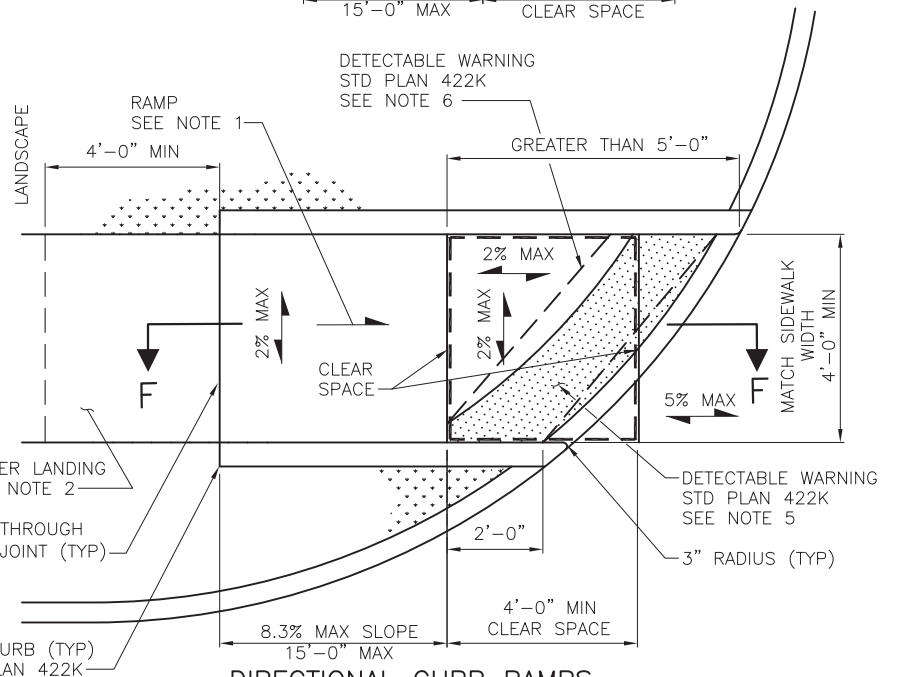 15'-0" MAX
CLEAR SPACE
DETECTABLE WARNING
STD PLAN 422K
SEE NOTE 6
RAMP
SEE NOTE 1
LANDSCAPE
4'-0" MIN
GREATER THAN 5'-0"
2% MAX
2% MAX
2% MAX
MATCH SIDEWALK
WIDTH
4'-0" MIN
CLEAR
SPACE
F
F
5% MAX
ER LANDING
NOTE 2
DETECTABLE WARNING
STD PLAN 422K
SEE NOTE 5
THROUGH
JOINT (TYP)
2'-0"
3" RADIUS (TYP)
4'-0" MIN
CLEAR SPACE
8.3% MAX SLOPE
15'-0" MAX
URB (TYP)
LAN 422K
DIRECTIONAL CURB RAMPS